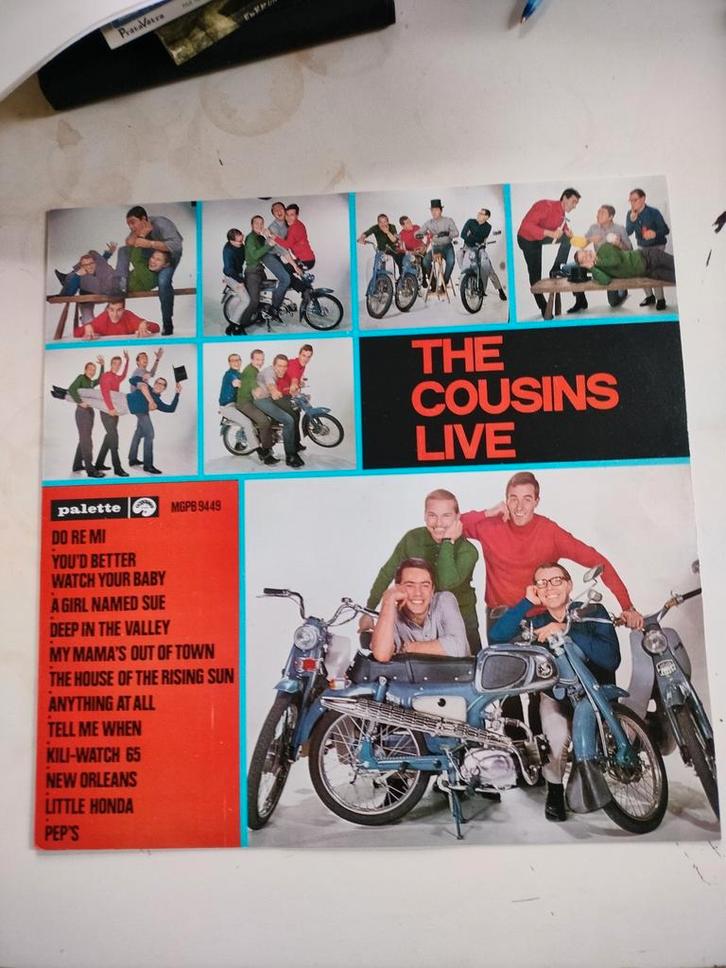 PrataVetra
THE
COUSINS
LIVE
palette
MGPB 9449
DO RE MI
YOU'D BETTER
WATCH YOUR BABY
A GIRL NAMED SUE
DEEP IN THE VALLEY
MY MAMA'S OUT OF TOWN
THE HOUSE OF THE RISING SUN
ANYTHING AT ALL
TELL ME WHEN
KILI-WATCH 65
NEW ORLEANS
LITTLE HONDA
PEP'S